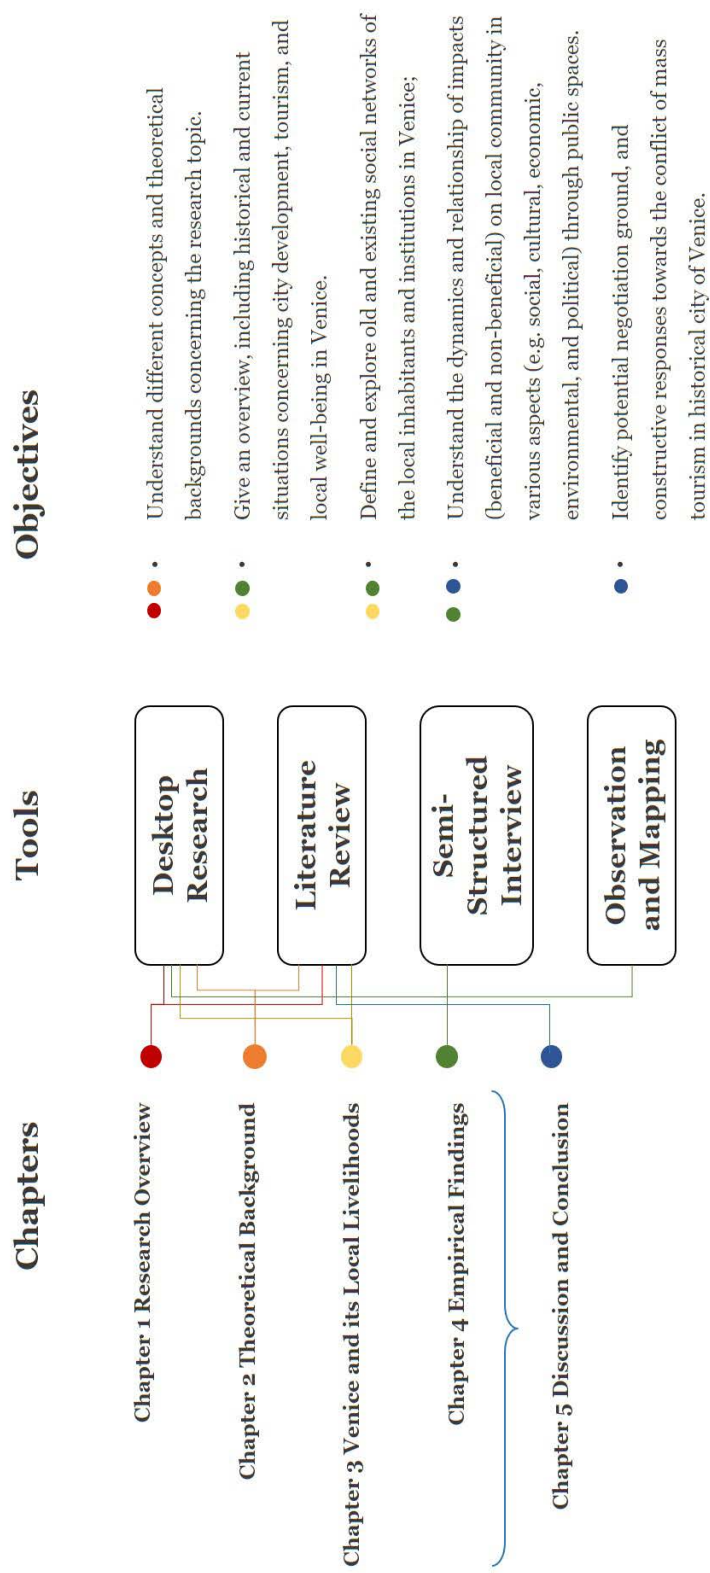 Chapters
Chapter 1 Research Overview
Chapter 2 Theoretical Background
Chapter 3 Venice and its Local Livelihoods
Chapter 4 Empirical Findings
Chapter 5 Discussion and Conclusion
Tools
Desktop
Research
Literature
Review
Semi-
Structured
Interview
Observation
and Mapping
Objectives
• Understand different concepts and theoretical
backgrounds concerning the research topic.
• Give an overview, including historical and current
situations concerning city development, tourism, and
local well-being in Venice.
• Define and explore old and existing social networks of
the local inhabitants and institutions in Venice;
• Understand the dynamics and relationship of impacts
(beneficial and non-beneficial) on local community in
various aspects (e.g. social, cultural, economic,
environmental, and political) through public spaces.
• Identify potential negotiation ground, and
constructive responses towards the conflict of mass
tourism in historical city of Venice.